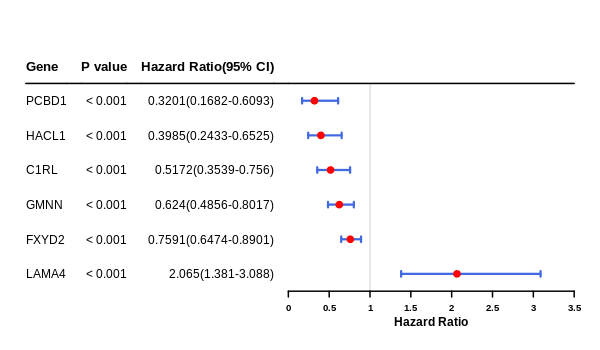 Gene P value Hazard Ratio(95% CI)
PCBD1 < 0.001 0.3201(0.1682-0.6093)
HACL1 < 0.001 0.3985(0.2433-0.6525)
C1RL < 0.001 0.5172(0.3539-0.756)
GMNN < 0.001 0.624(0.4856-0.8017)
FXYD2 < 0.001 0.7591(0.6474-0.8901)
LAMA4 < 0.001 2.065(1.381-3.088)
0 0.5 1 1.5 2 2.5 3 3.5
Hazard Ratio